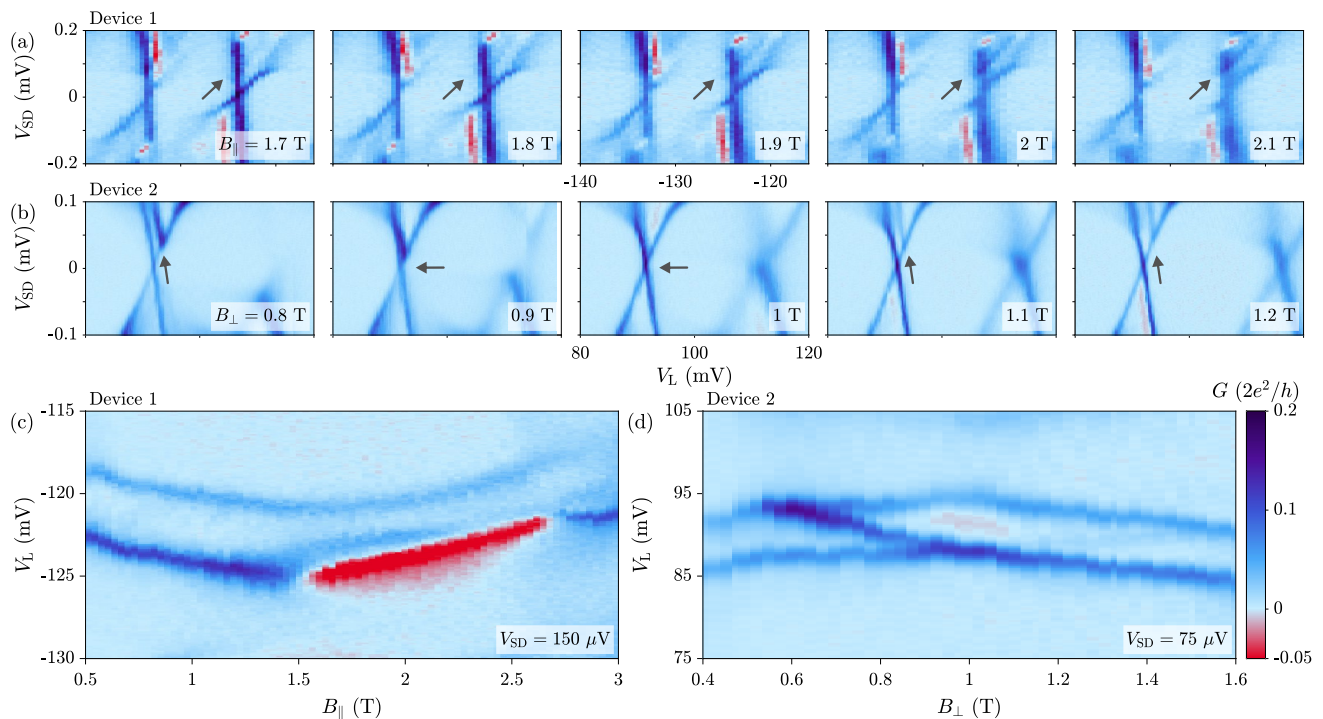 Device 1
(a)
V_SD (mV)
0.2
0
-0.2
B_∥ = 1.7 T
1.8 T
1.9 T
2 T
2.1 T
-140 -130 -120
Device 2
(b)
V_SD (mV)
0.1
0
-0.1
B_⊥ = 0.8 T
0.9 T
1 T
1.1 T
1.2 T
80 100 120
V_L (mV)
Device 1
(c)
V_L (mV)
-115
-120
-125
-130
V_SD = 150 μV
0.5 1 1.5 2 2.5 3
B_∥ (T)
Device 2
(d)
V_L (mV)
105
95
85
75
V_SD = 75 μV
0.4 0.6 0.8 1 1.2 1.4 1.6
B_⊥ (T)
G (2e²/h)
0.2
0.1
0
-0.05